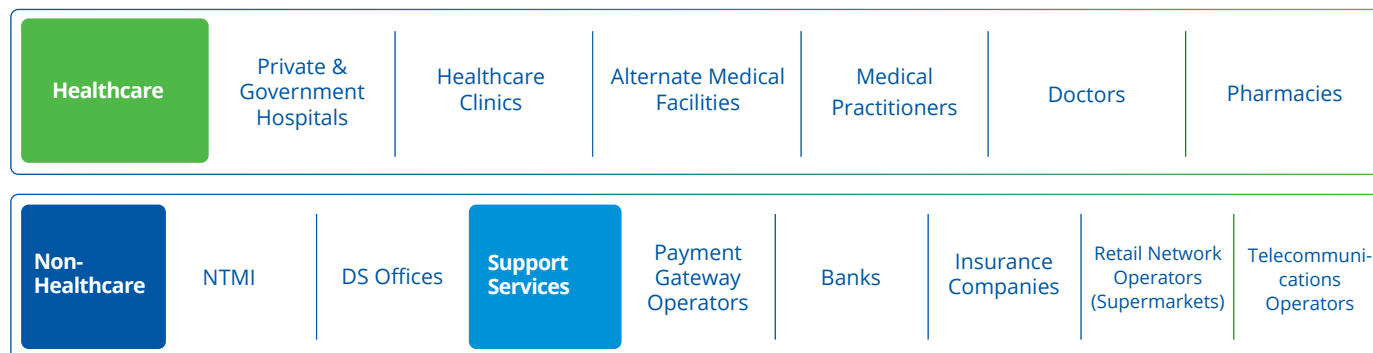 Healthcare
Private &
Government
Hospitals
Healthcare
Clinics
Alternate Medical
Facilities
Medical
Practitioners
Doctors
Pharmacies
Non-
Healthcare
NTMI
DS Offices
Support
Services
Payment
Gateway
Operators
Banks
Insurance
Companies
Retail Network
Operators
(Supermarkets)
Telecommuni-
cations
Operators